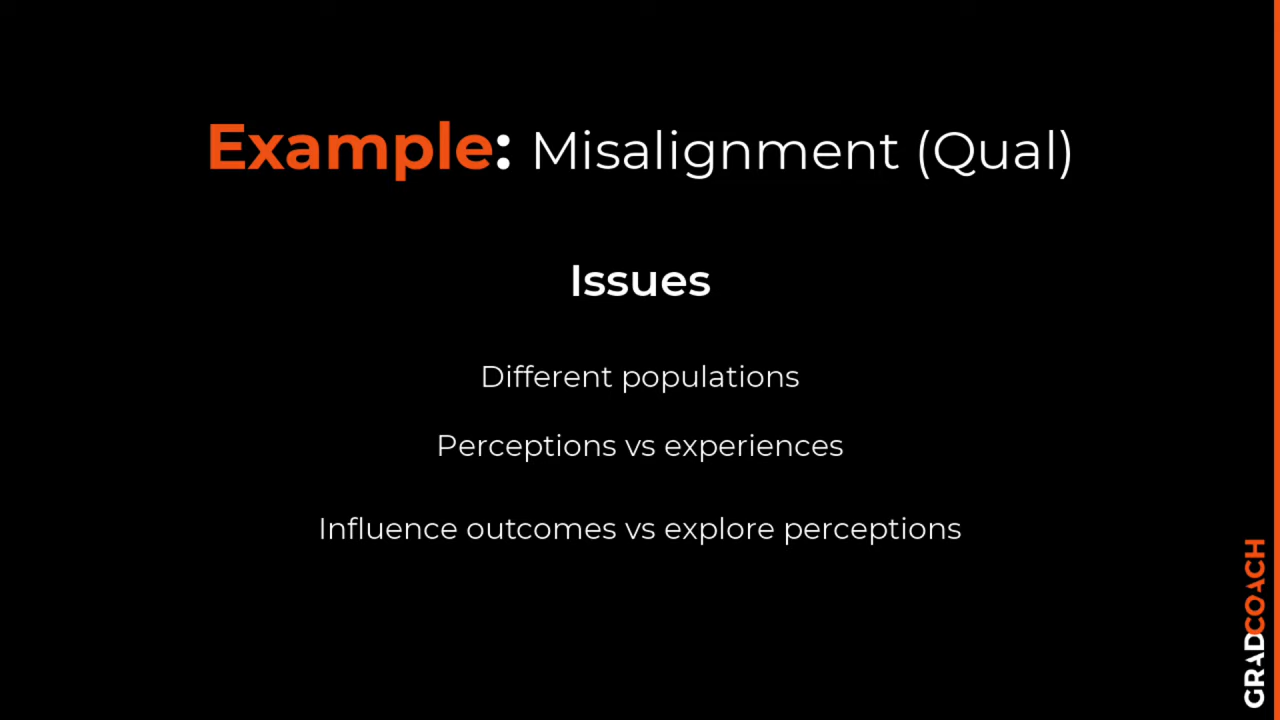 Example: Misalignment (Qual)
Issues
Different populations
Perceptions vs experiences
Influence outcomes vs explore perceptions
GRADCOACH